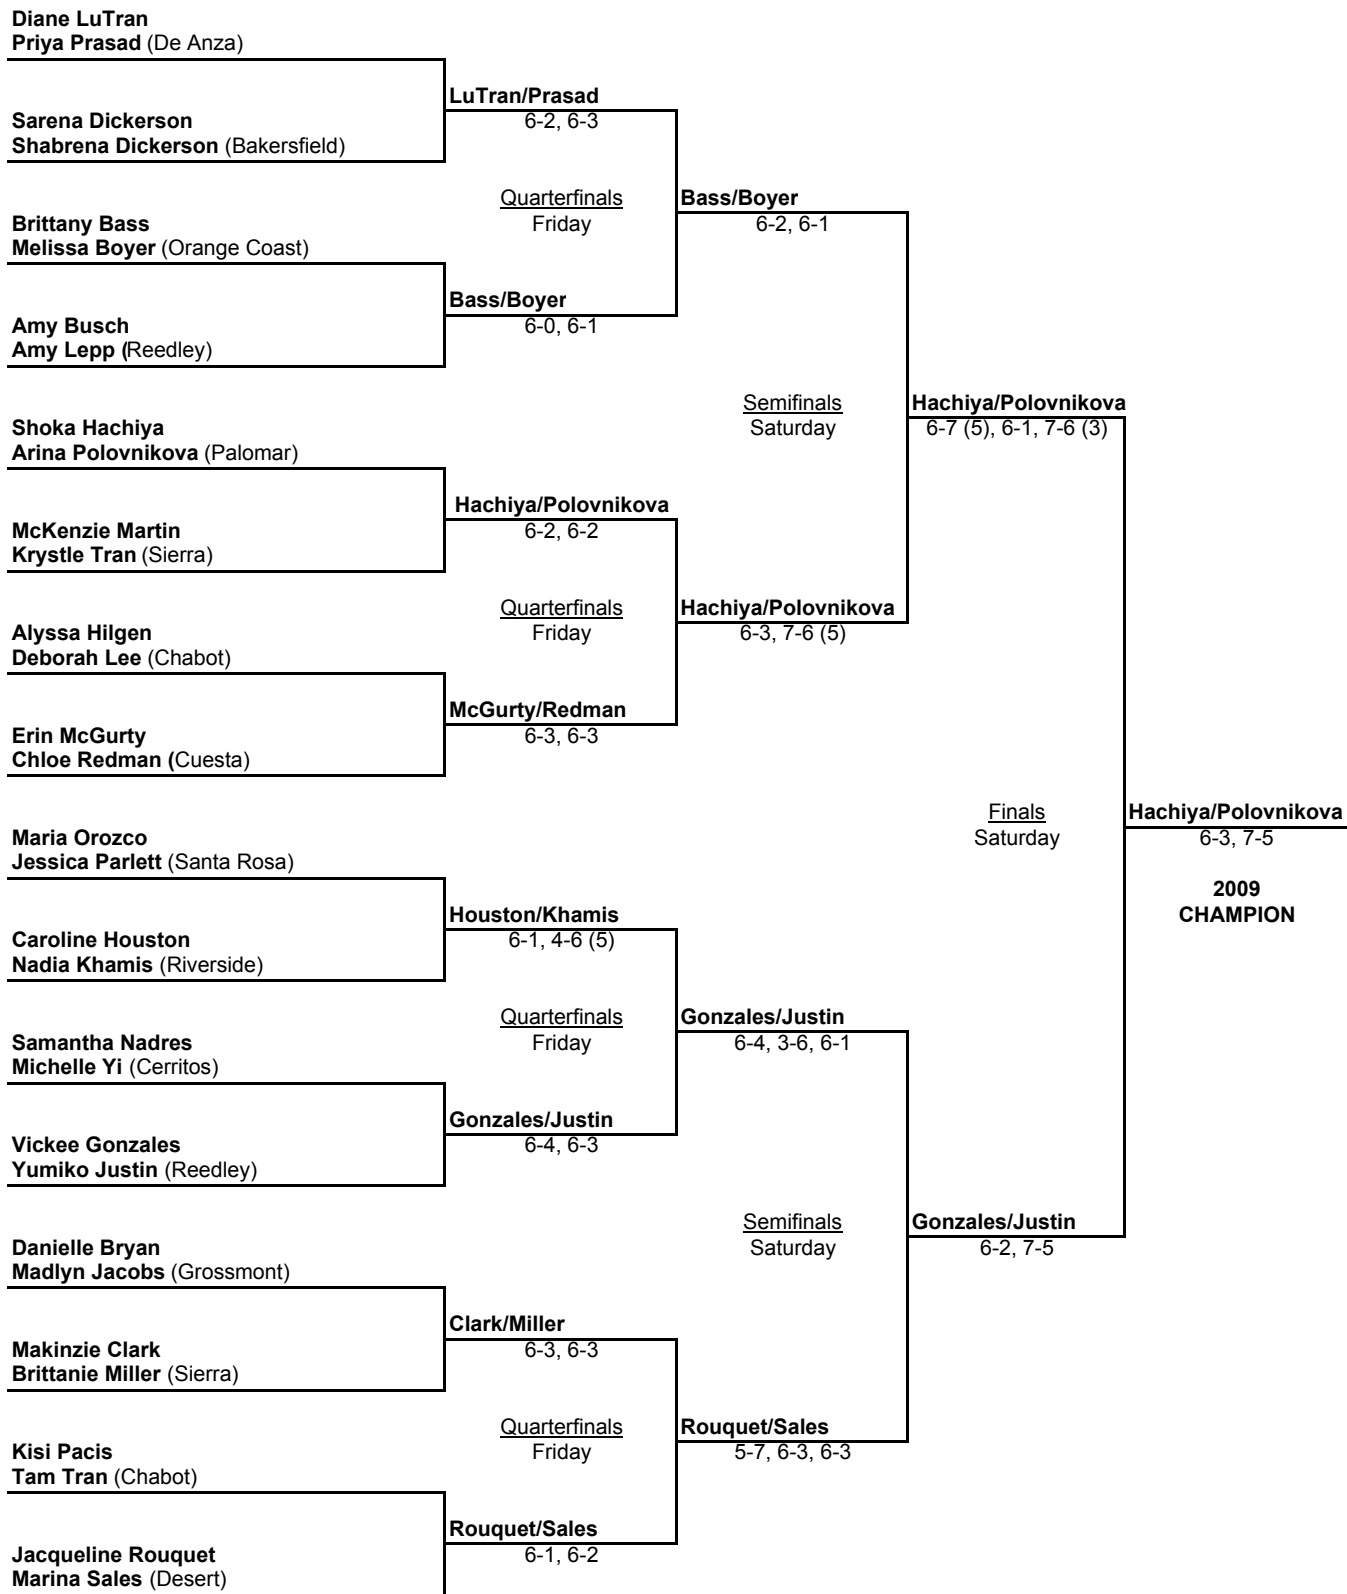 Diane LuTran
Priya Prasad (De Anza)
LuTran/Prasad
6-2, 6-3
Sarena Dickerson
Shabrena Dickerson (Bakersfield)
Quarterfinals
Friday
Bass/Boyer
6-2, 6-1
Brittany Bass
Melissa Boyer (Orange Coast)
Bass/Boyer
6-0, 6-1
Amy Busch
Amy Lepp (Reedley)
Semifinals
Saturday
Hachiya/Polovnikova
6-7 (5), 6-1, 7-6 (3)
Shoka Hachiya
Arina Polovnikova (Palomar)
Hachiya/Polovnikova
6-2, 6-2
McKenzie Martin
Krystle Tran (Sierra)
Quarterfinals
Friday
Hachiya/Polovnikova
6-3, 7-6 (5)
Alyssa Hilgen
Deborah Lee (Chabot)
McGurty/Redman
6-3, 6-3
Erin McGurty
Chloe Redman (Cuesta)
Finals
Saturday
Hachiya/Polovnikova
6-3, 7-5
2009
CHAMPION
Maria Orozco
Jessica Parlett (Santa Rosa)
Houston/Khamis
6-1, 4-6 (5)
Caroline Houston
Nadia Khamis (Riverside)
Quarterfinals
Friday
Gonzales/Justin
6-4, 3-6, 6-1
Samantha Nadres
Michelle Yi (Cerritos)
Gonzales/Justin
6-4, 6-3
Vickee Gonzales
Yumiko Justin (Reedley)
Semifinals
Saturday
Gonzales/Justin
6-2, 7-5
Danielle Bryan
Madlyn Jacobs (Grossmont)
Clark/Miller
6-3, 6-3
Makinzie Clark
Brittanie Miller (Sierra)
Quarterfinals
Friday
Rouquet/Sales
5-7, 6-3, 6-3
Kisi Pacis
Tam Tran (Chabot)
Rouquet/Sales
6-1, 6-2
Jacqueline Rouquet
Marina Sales (Desert)